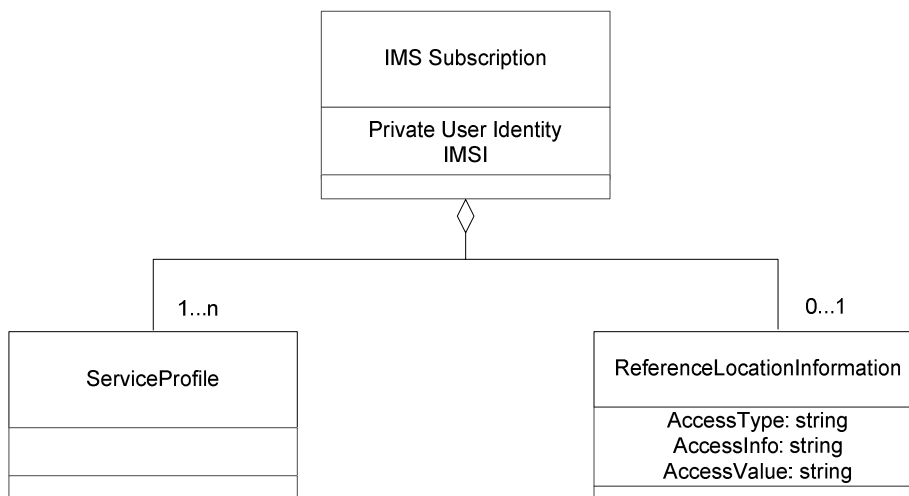 IMS Subscription
Private User Identity
IMSI
1...n
0...1
ServiceProfile
ReferenceLocationInformation
AccessType: string
AccessInfo: string
AccessValue: string